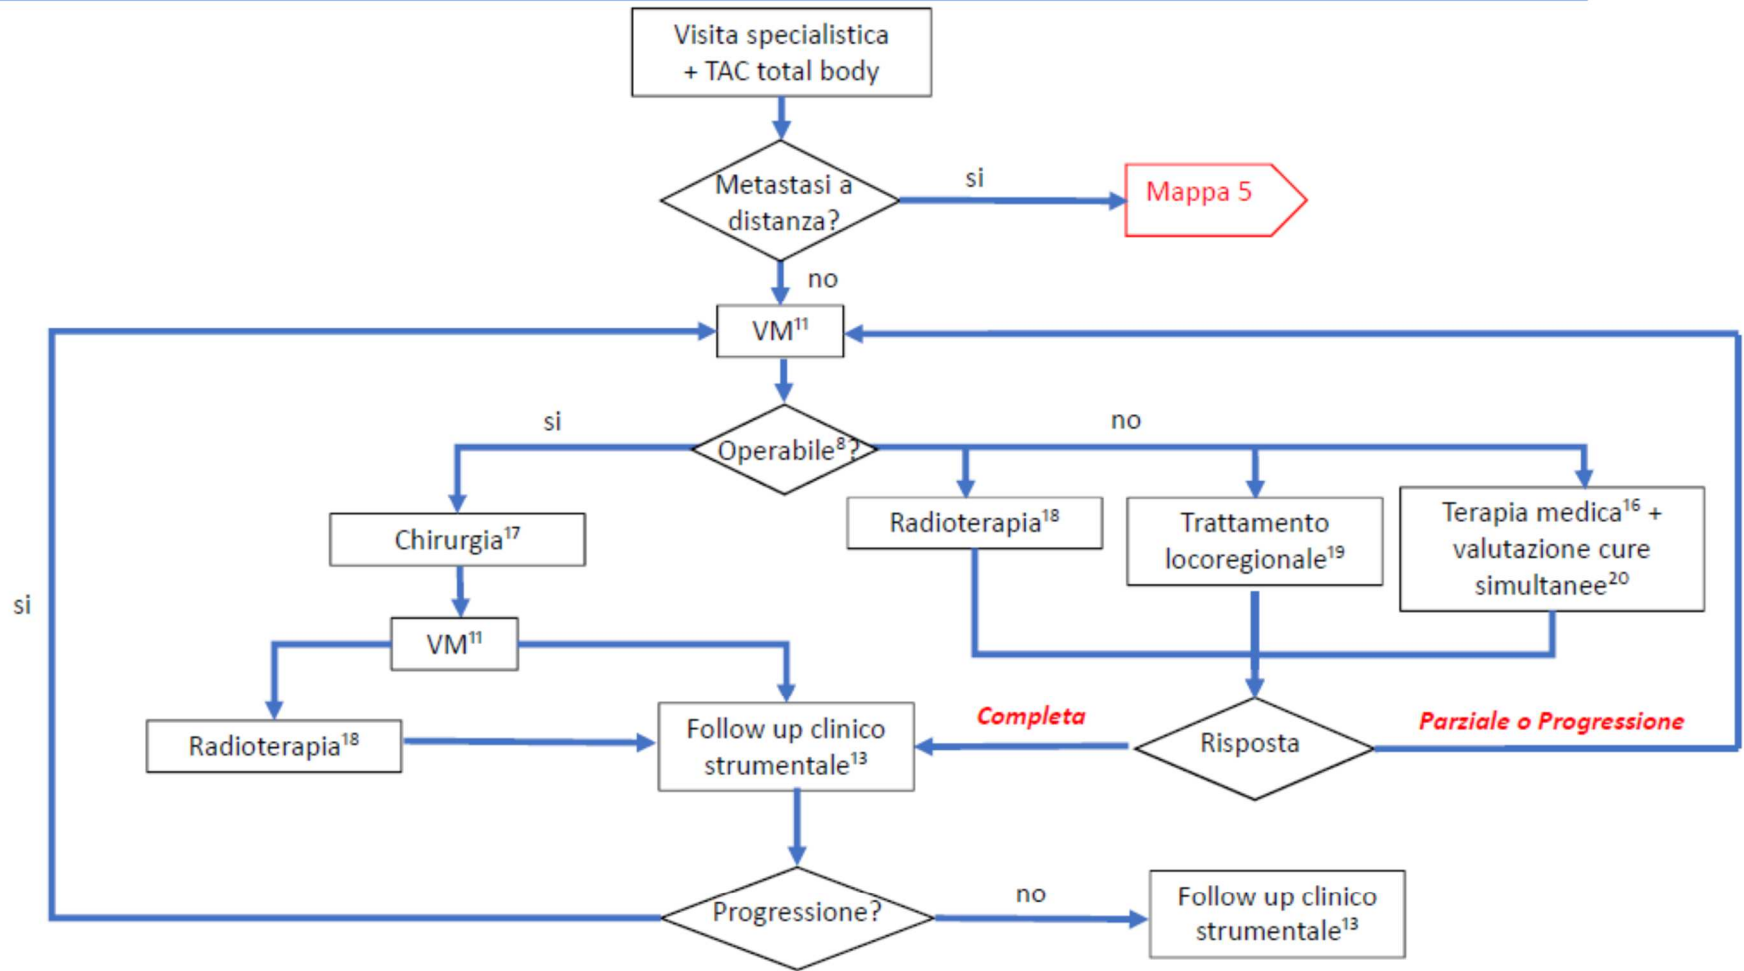 Visita specialistica
+ TAC total body
Metastasi a
distanza?
si
Mappa 5
no
VM¹¹
si
Operabile⁸?
no
Chirurgia¹⁷
Radioterapia¹⁸
Trattamento
locoregionale¹⁹
Terapia medica¹⁶ +
valutazione cure
simultanee²⁰
si
VM¹¹
Radioterapia¹⁸
Follow up clinico
strumentale¹³
Completa
Risposta
Parziale o Progressione
Progressione?
no
Follow up clinico
strumentale¹³